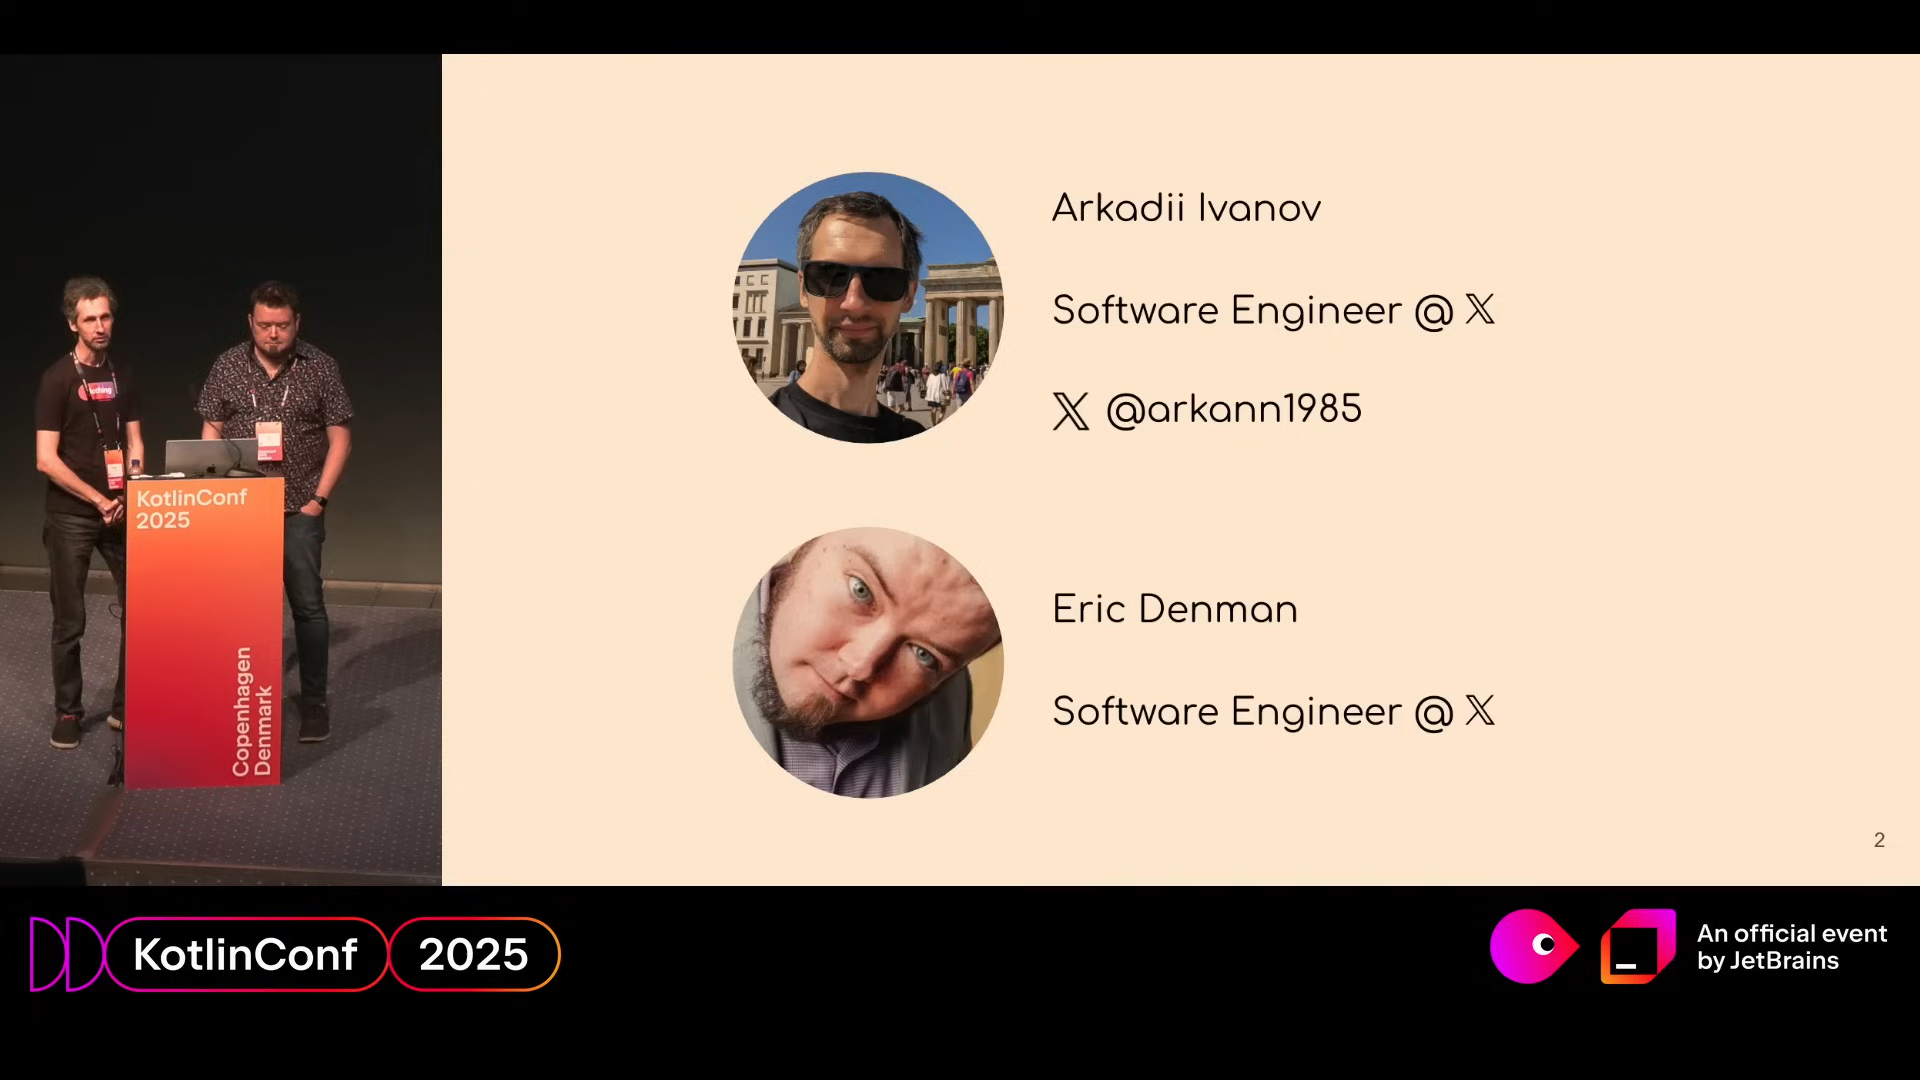 Arkadii Ivanov
Software Engineer @ 𝕏
𝕏 @arkann1985
Eric Denman
Software Engineer @ 𝕏
2
KotlinConf
2025
Copenhagen
Denmark
KotlinConf 2025
An official event
by JetBrains